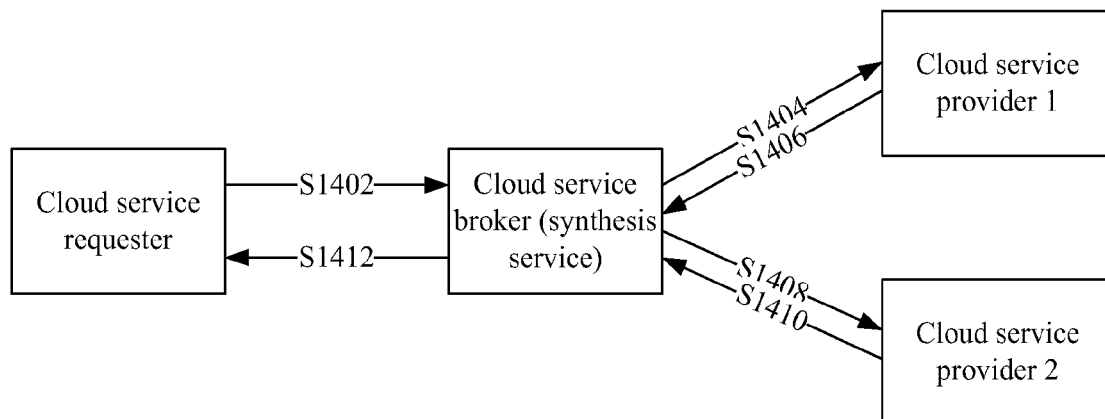 Cloud service
provider 1
S1404
S1406
S1402
Cloud service
requester
S1412
Cloud service
broker (synthesis
service)
S1408
S1410
Cloud service
provider 2